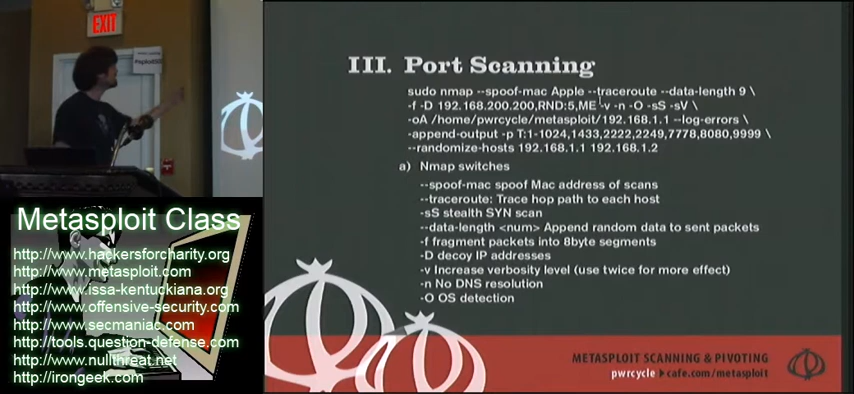 EXIT
III. Port Scanning
sudo nmap --spoof-mac Apple --traceroute --data-length 9 \
-f -D 192.168.200.200,RND:5,ME -v -n -O -sS -sV \
-oA /home/pwrcycle/metasploit/192.168.1.1 --log-errors \
-append-output -p T:1-1024,1433,2222,2249,7778,8080,9999 \
--randomize-hosts 192.168.1.1 192.168.1.2
a) Nmap switches
--spoof-mac spoof Mac address of scans
--traceroute: Trace hop path to each host
-sS stealth SYN scan
--data-length <num> Append random data to sent packets
-f fragment packets into 8byte segments
-D decoy IP addresses
-v Increase verbosity level (use twice for more effect)
-n No DNS resolution
-O OS detection
METASPLOIT SCANNING & PIVOTING
pwrcycle cafe.com/metasploit
Metasploit Class
http://www.hackersforcharity.org
http://www.metasploit.com
http://www.issa-kentuckiana.org
http://www.offensive-security.com
http://www.secmaniac.com
http://tools.question-defense.com
http://www.nullthreat.net
http://irongeek.com